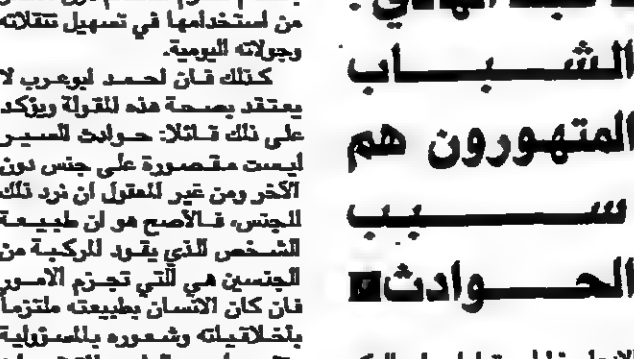 من استخدامها في تسهيل تنقلاته
وجولاته اليومية.
كذلك فان احمد ابوعرب لا
يعتقد بصحة هذه المقولة ويؤكد
على ذلك قائلا: حوادث السير
ليست مقصورة على جنس دون
الآخر ومن غير المعقول ان نرد ذلك
للجنس، فالأصح هو ان طبيعة
الشخص الذي يقود المركبة من
الجنسين هي التي تجزم الامور
فان كان الانسان بطبيعته ملتزماً
بأخلاقياته وشعوره بالمسؤولية
الشباب
المتهورون هم
سبب
الحوادث